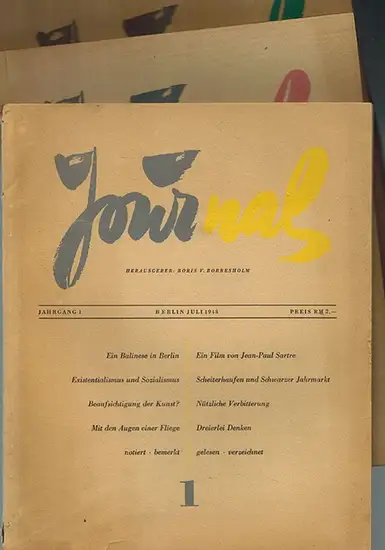 Journal
HERAUSGEBER: BORIS V. BORRESHOLM
JAHRGANG 1 BERLIN JULI 1948 PREIS RM 2.—
Ein Balinese in Berlin Ein Film von Jean-Paul Sartre
Existentialismus und Sozialismus Scheiterhaufen und Schwarzer Jahrmarkt
Beaufsichtigung der Kunst? Nützliche Verbitterung
Mit den Augen einer Fliege Dreierlei Denken
notiert · bemerkt gelesen · verzeichnet
1